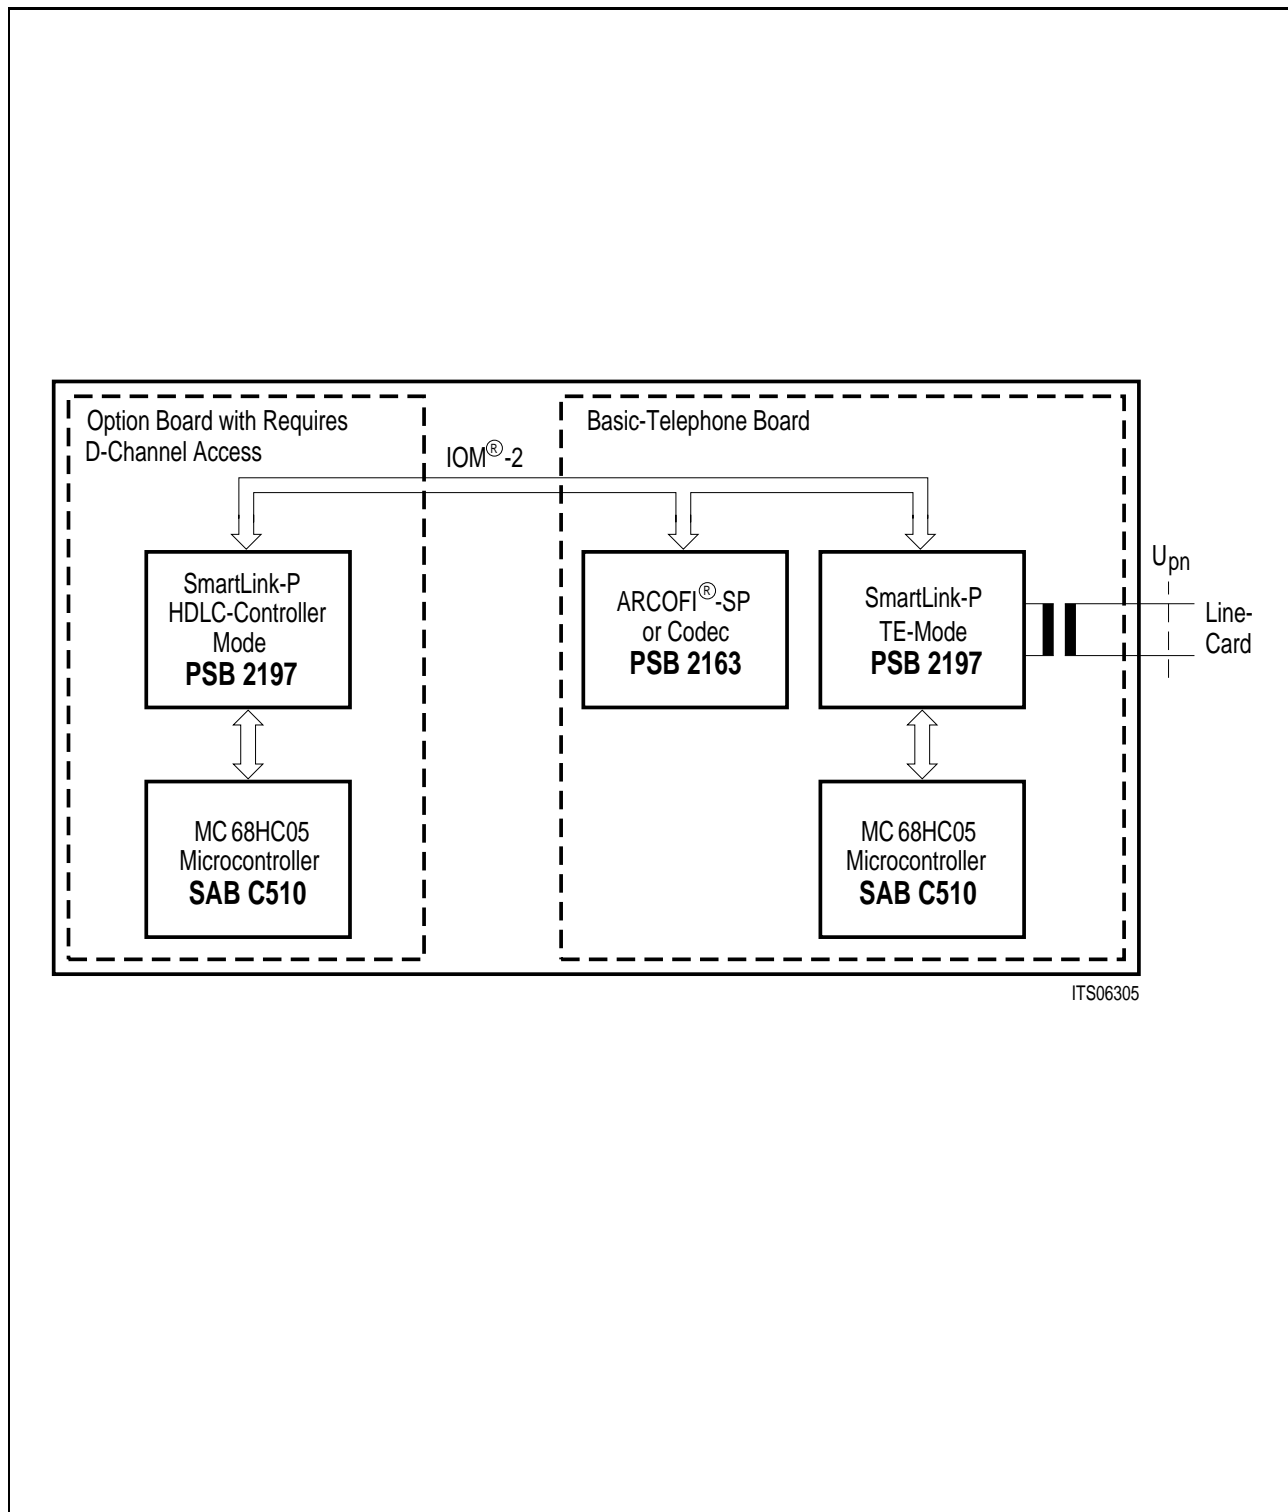 Option Board with Requires
D-Channel Access
IOM®-2
Basic-Telephone Board
SmartLink-P
HDLC-Controller
Mode
PSB 2197
ARCOFI®-SP
or Codec
PSB 2163
SmartLink-P
TE-Mode
PSB 2197
Upn
Line-
Card
MC 68HC05
Microcontroller
SAB C510
MC 68HC05
Microcontroller
SAB C510
ITS06305